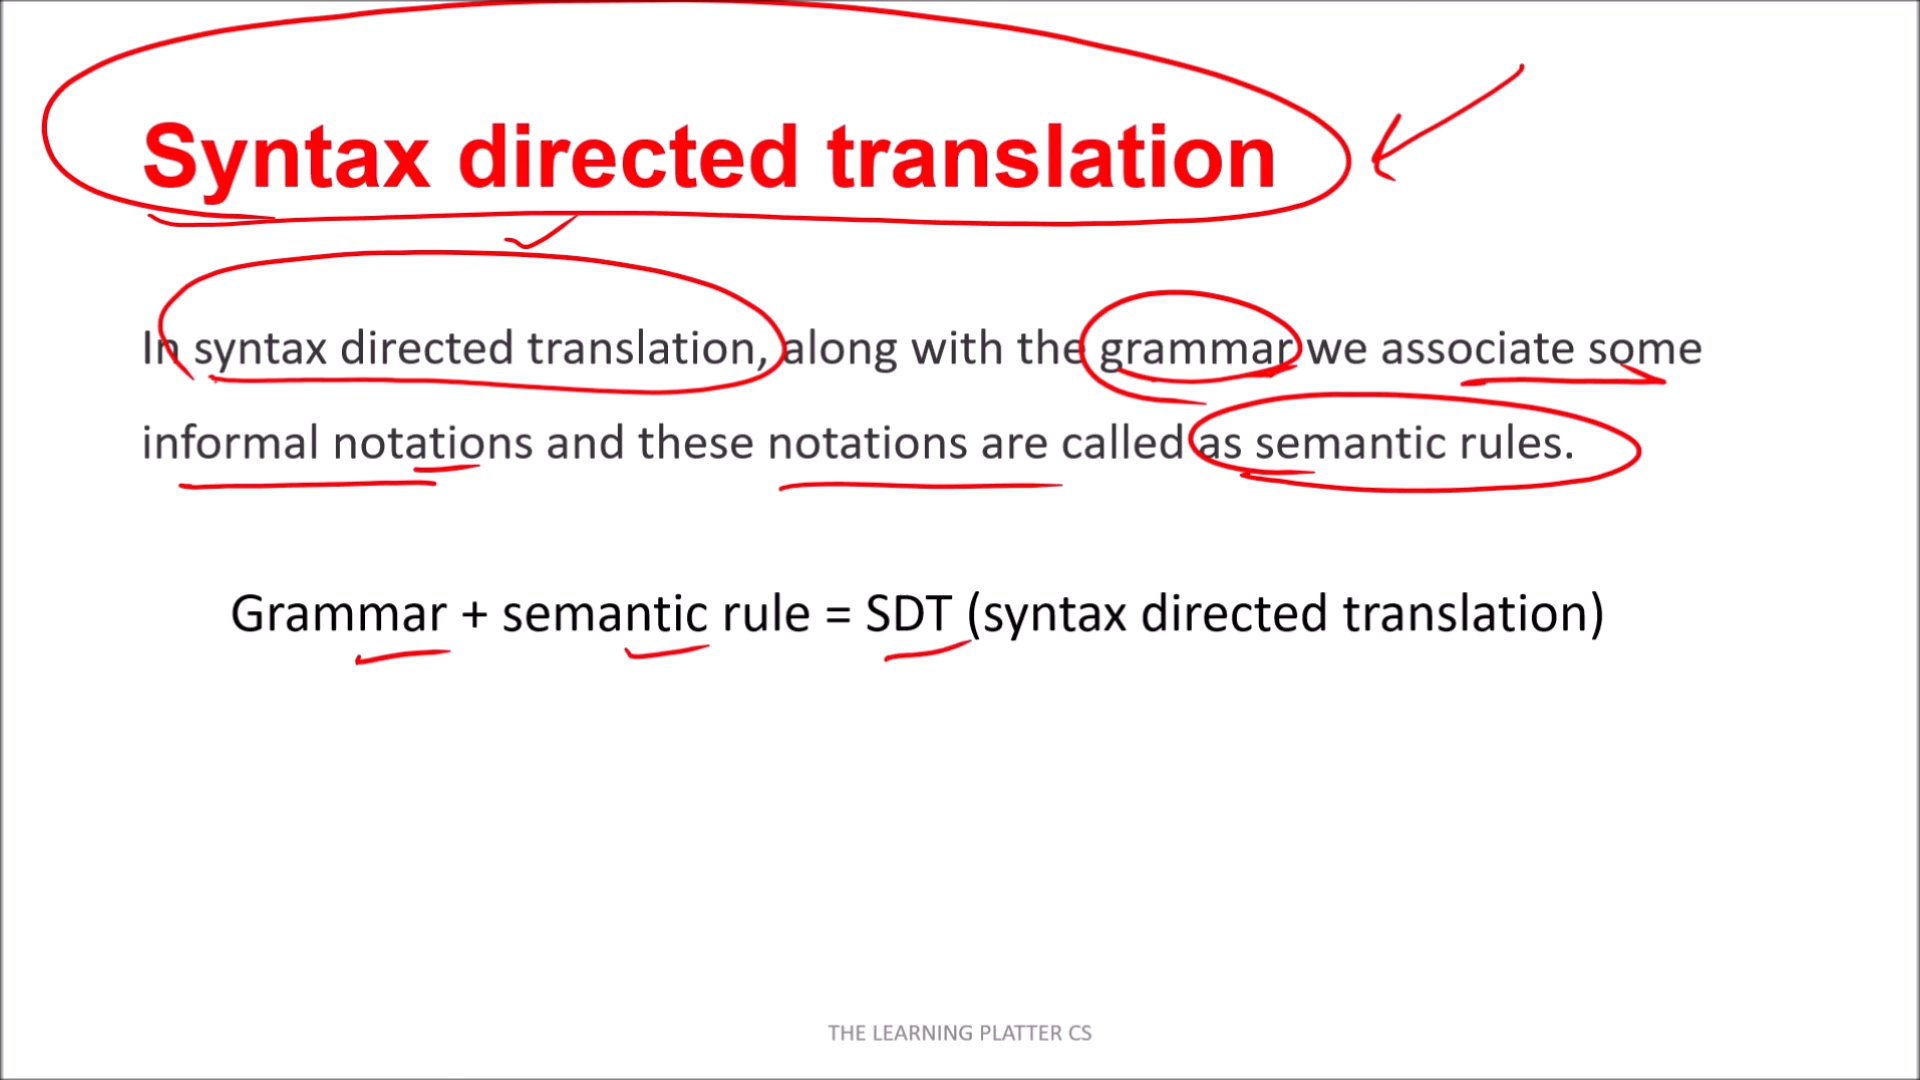 Syntax directed translation
In syntax directed translation, along with the grammar we associate some
informal notations and these notations are called as semantic rules.
Grammar + semantic rule = SDT (syntax directed translation)
THE LEARNING PLATTER CS